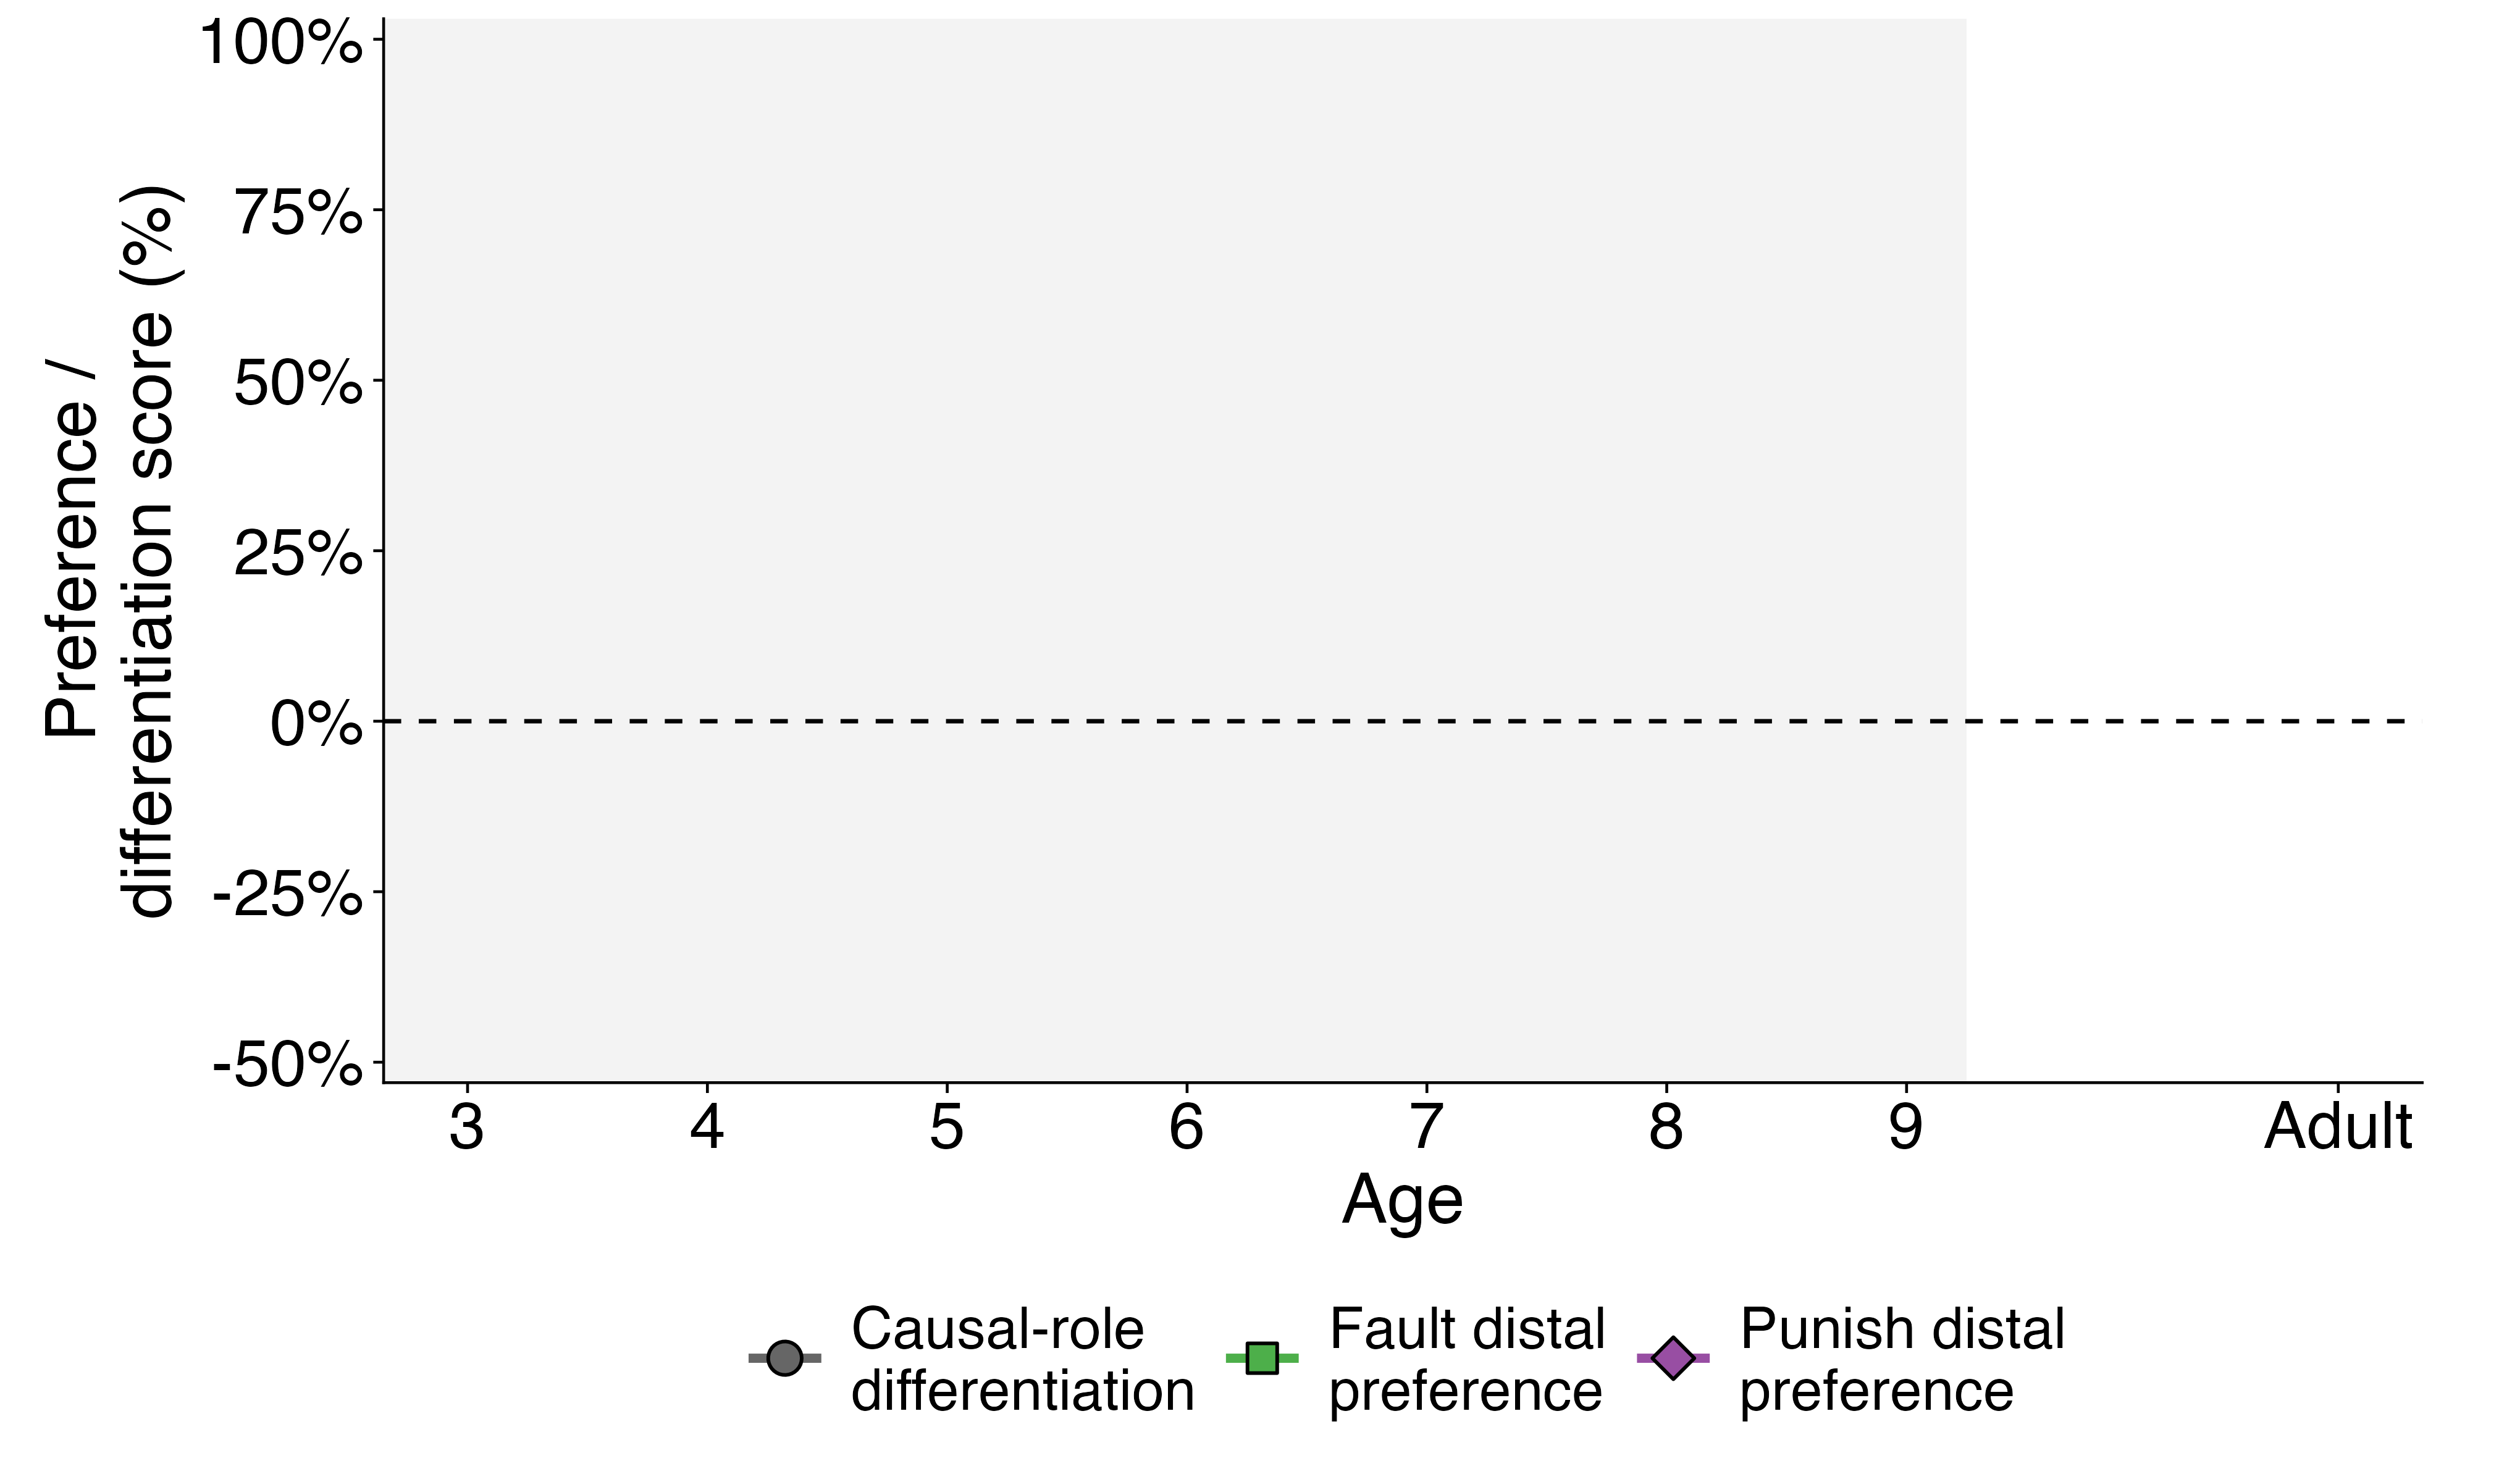 Preference /
differentiation score (%)
100%
75%
50%
25%
0%
-25%
-50%
3 4 5 6 7 8 9 Adult
Age
Causal-role
differentiation
Fault distal
preference
Punish distal
preference